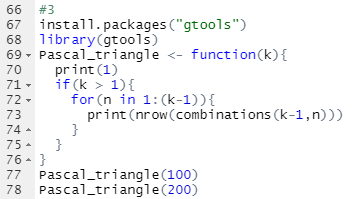 66 #3
67 install.packages("gtools")
68 library(gtools)
69 Pascal_triangle <- function(k){
70   print(1)
71   if(k > 1){
72     for(n in 1:(k-1)){
73       print(nrow(combinations(k-1,n)))
74     }
75   }
76 }
77 Pascal_triangle(100)
78 Pascal_triangle(200)